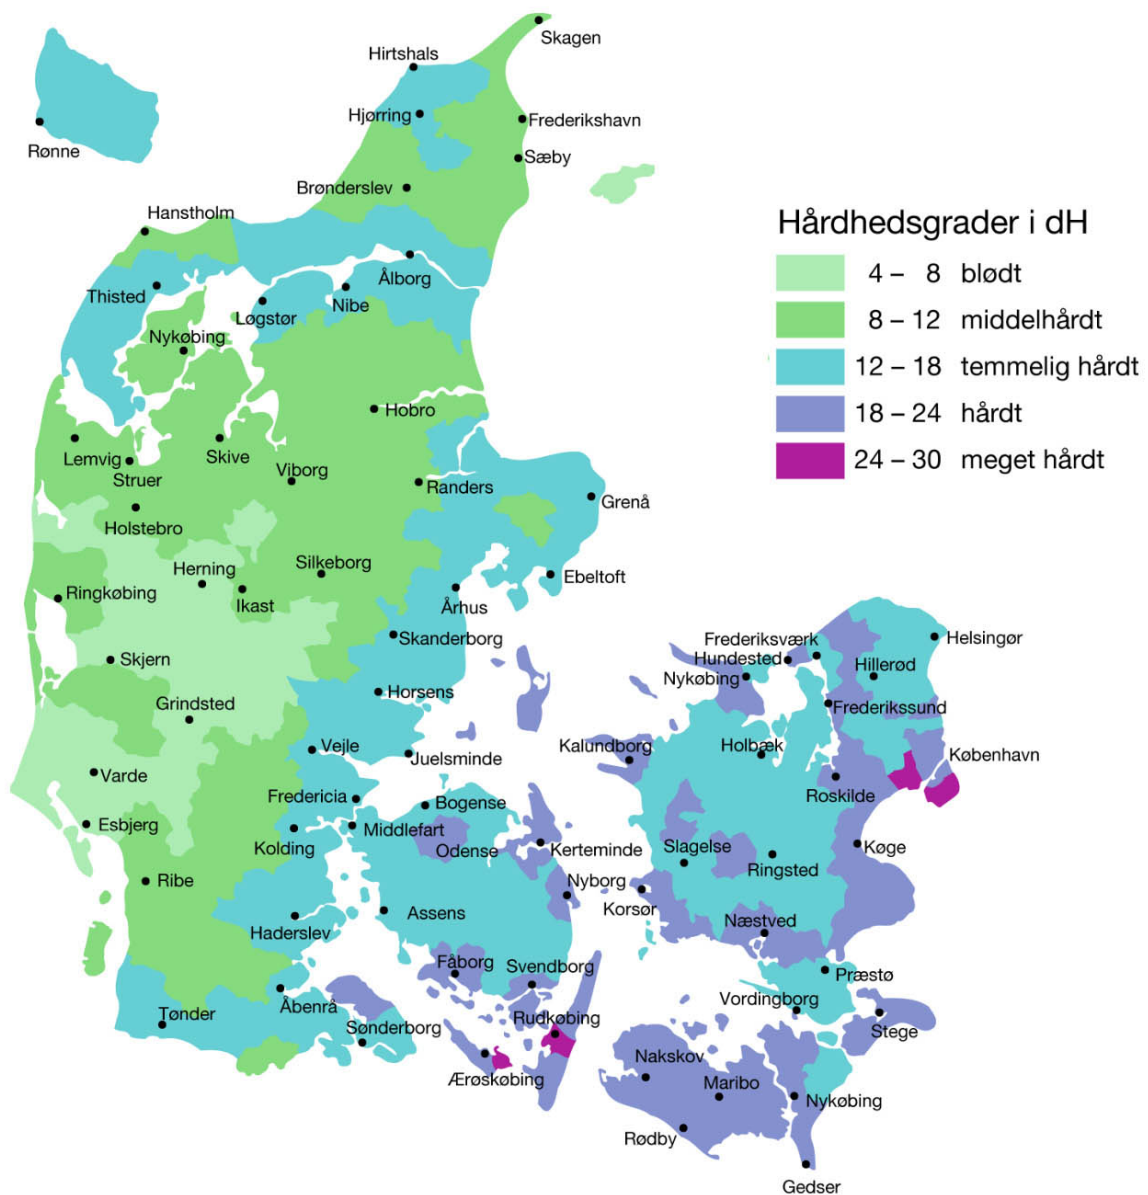 Skagen
Hirtshals
Hjørring
Frederikshavn
Rønne
Sæby
Brønderslev
Hanstholm
Ålborg
Thisted
Nibe
Løgstør
Nykøbing
Hobro
Lemvig
Skive
Struer
Viborg
Randers
Grenå
Holstebro
Herning
Silkeborg
Ebeltoft
Ringkøbing
Ikast
Århus
Skanderborg
Skjern
Horsens
Grindsted
Vejle
Juelsminde
Varde
Fredericia
Bogense
Esbjerg
Middlefart
Kolding
Odense
Kerteminde
Ribe
Nyborg
Assens
Haderslev
Fåborg
Svendborg
Tønder
Åbenrå
Sønderborg
Rudkøbing
Ærøskøbing
Hårdhedsgrader i dH
4 – 8 blødt
8 – 12 middelhårdt
12 – 18 temmelig hårdt
18 – 24 hårdt
24 – 30 meget hårdt
Frederiksværk
Helsingør
Hundested
Hillerød
Nykøbing
Frederikssund
Kalundborg
Holbæk
København
Roskilde
Slagelse
Køge
Ringsted
Korsør
Næstved
Præstø
Vordingborg
Stege
Nakskov
Maribo
Nykøbing
Rødby
Gedser